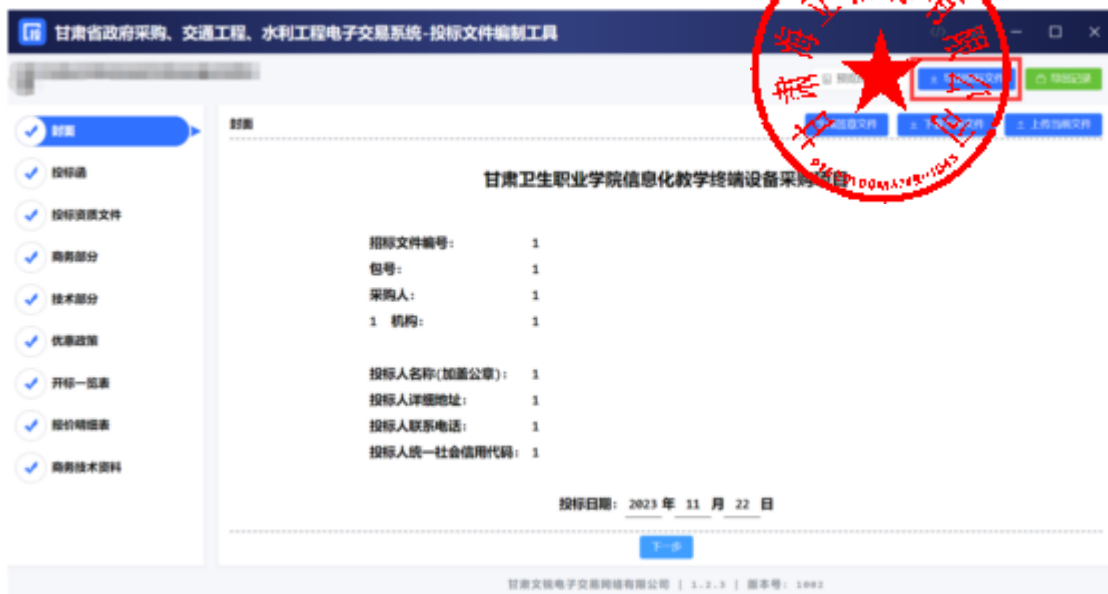 甘肃省政府采购、交通工程、水利工程电子交易系统-投标文件编制工具
导出记录
封面
上传当前文件
封面
投标函
投标资质文件
商务部分
技术部分
优惠政策
开标一览表
报价明细表
商务技术资料
甘肃卫生职业学院信息化教学终端设备采购项目
招标文件编号: 1
包号: 1
采购人: 1
1 机构: 1
投标人名称(加盖公章): 1
投标人详细地址: 1
投标人联系电话: 1
投标人统一社会信用代码: 1
投标日期: 2023 年 11 月 22 日
下一步
甘肃文锐电子交易网络有限公司 | 1.2.3 | 版本号: 1002